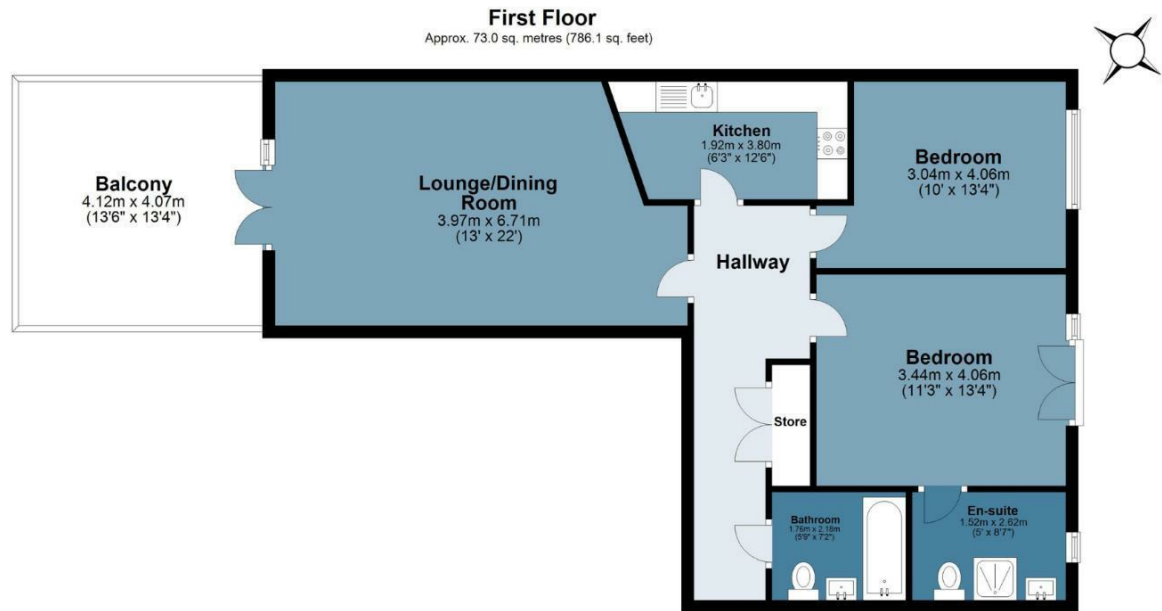 First Floor
Approx. 73.0 sq. metres (786.1 sq. feet)
Balcony
4.12m x 4.07m
(13'6" x 13'4")
Lounge/Dining
Room
3.97m x 6.71m
(13' x 22')
Kitchen
1.92m x 3.80m
(6'3" x 12'6")
Bedroom
3.04m x 4.06m
(10' x 13'4")
Hallway
Bedroom
3.44m x 4.06m
(11'3" x 13'4")
Store
Bathroom
1.76m x 2.18m
(5'9" x 7'2")
En-suite
1.52m x 2.62m
(5' x 8'7")